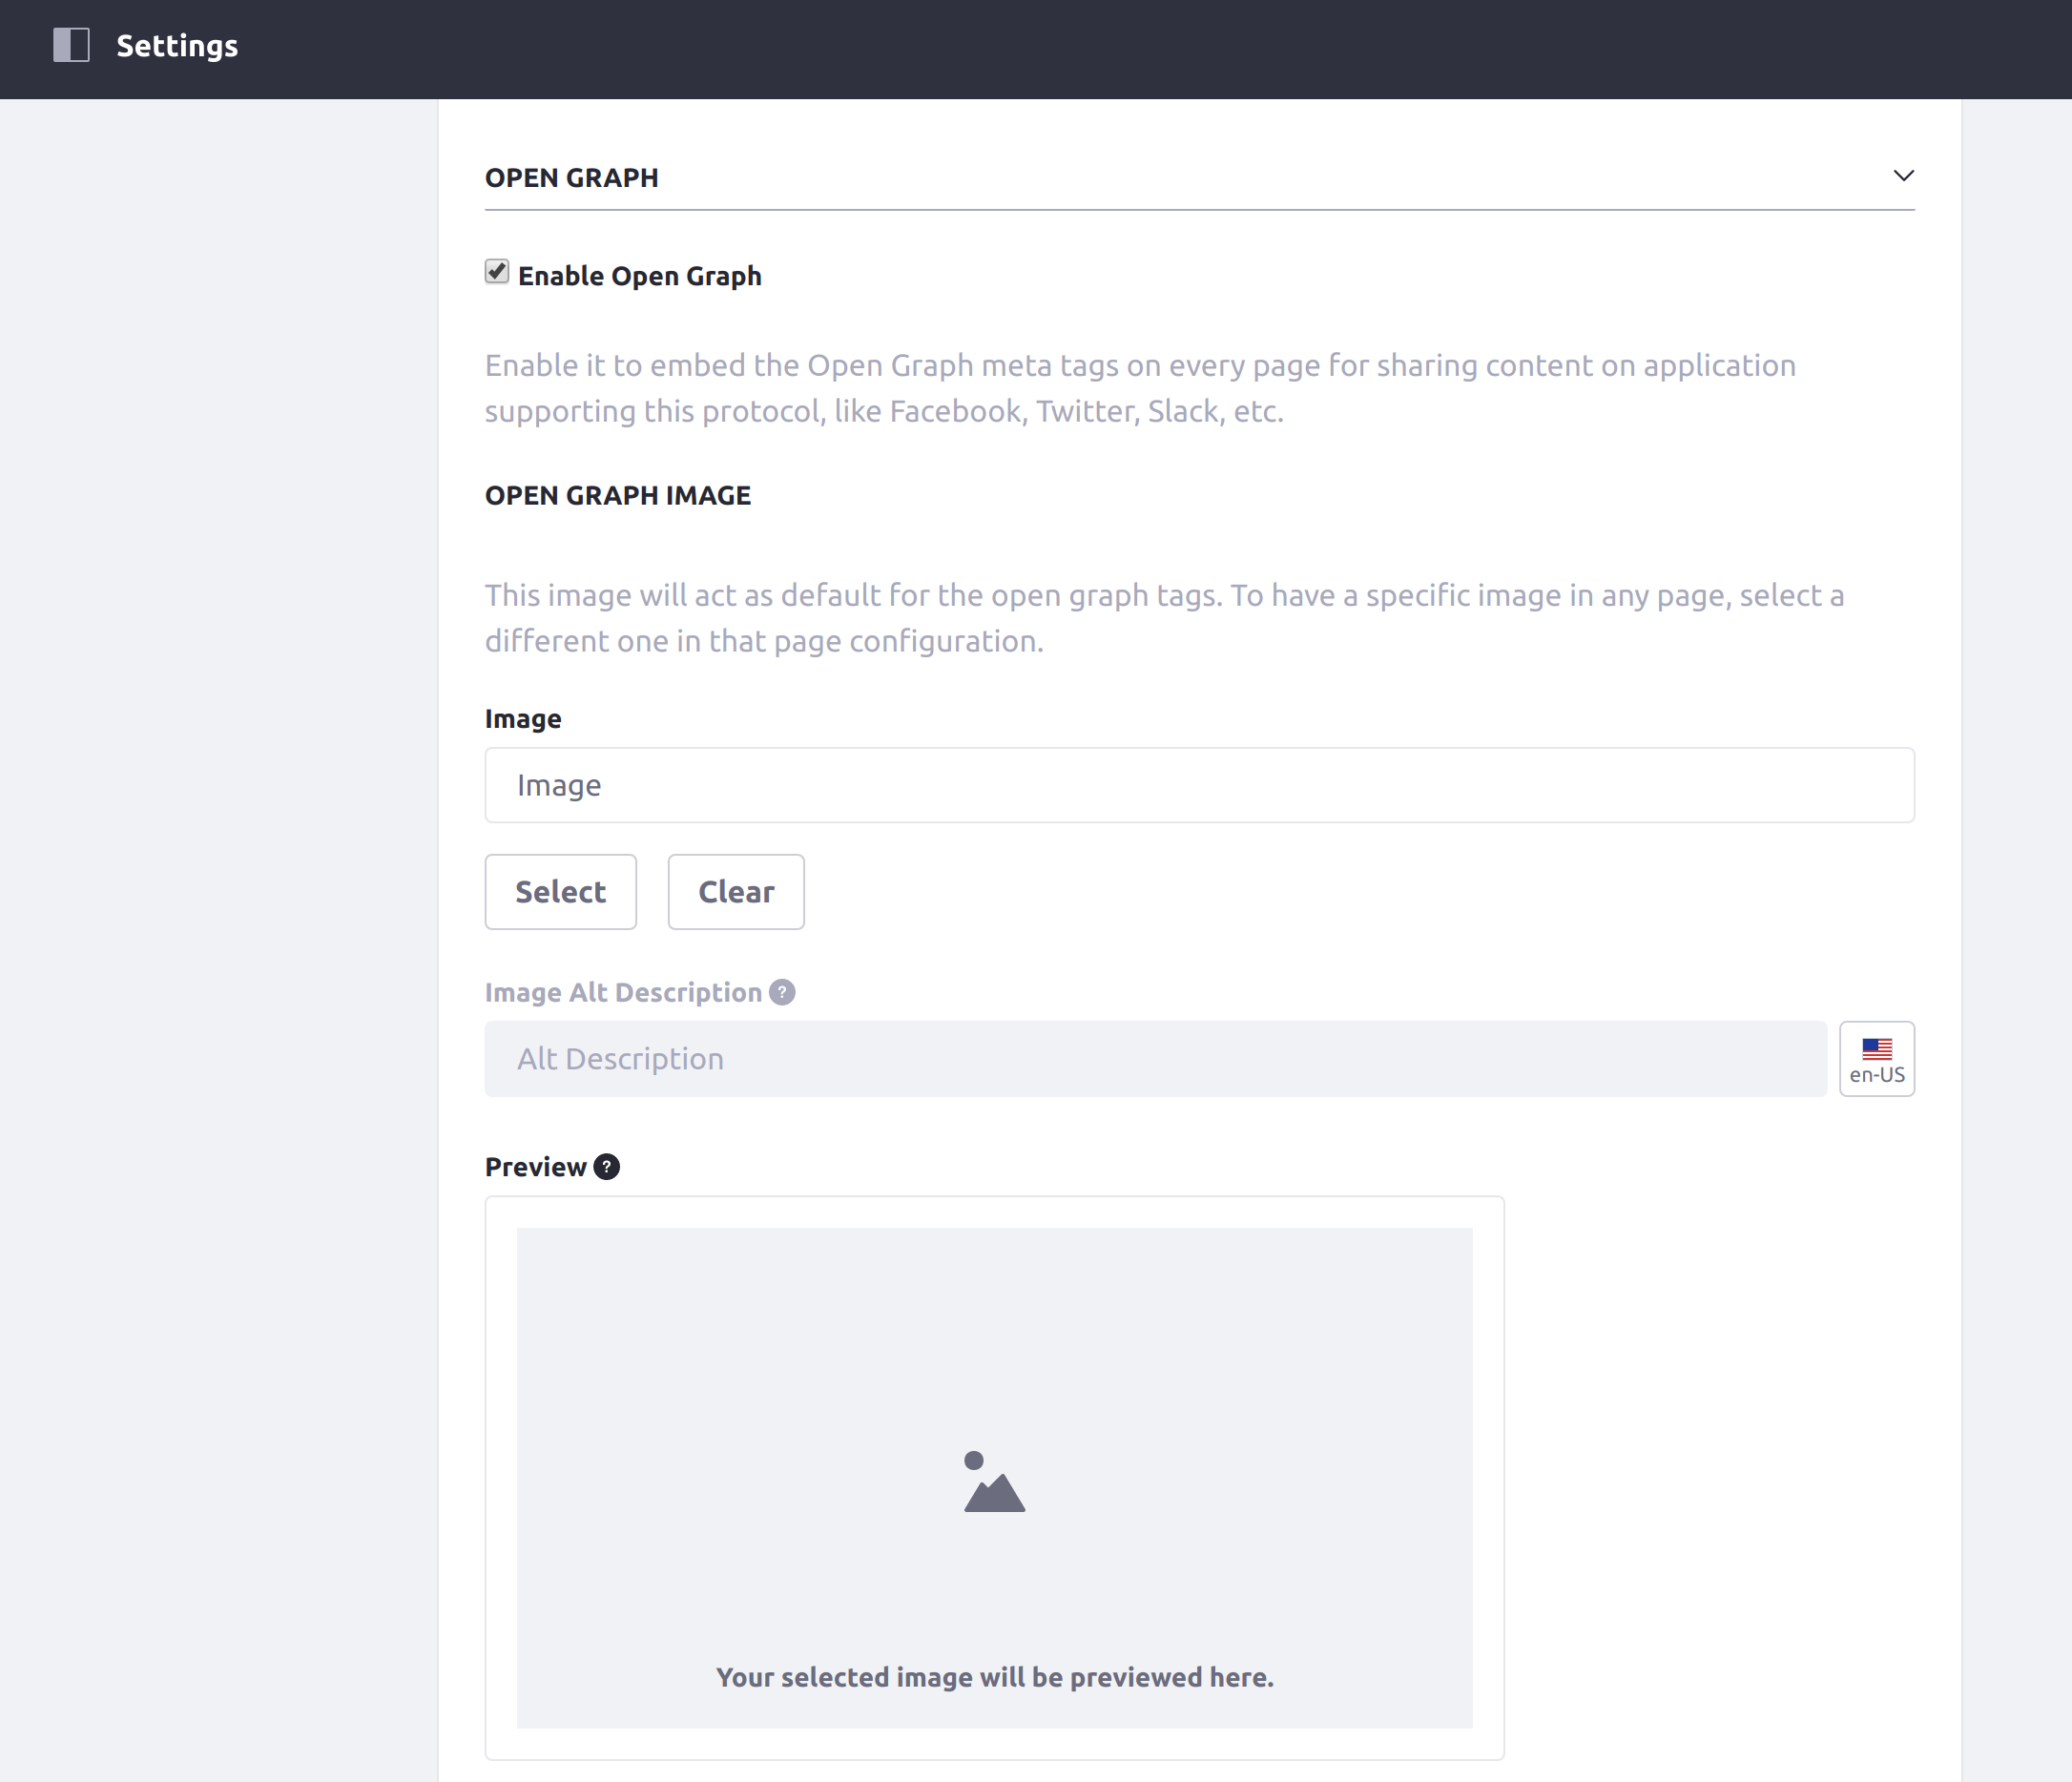 Settings
OPEN GRAPH
Enable Open Graph
Enable it to embed the Open Graph meta tags on every page for sharing content on application
supporting this protocol, like Facebook, Twitter, Slack, etc.
OPEN GRAPH IMAGE
This image will act as default for the open graph tags. To have a specific image in any page, select a
different one in that page configuration.
Image
Image
Select Clear
Image Alt Description ?
Alt Description
en-US
Preview ?
Your selected image will be previewed here.